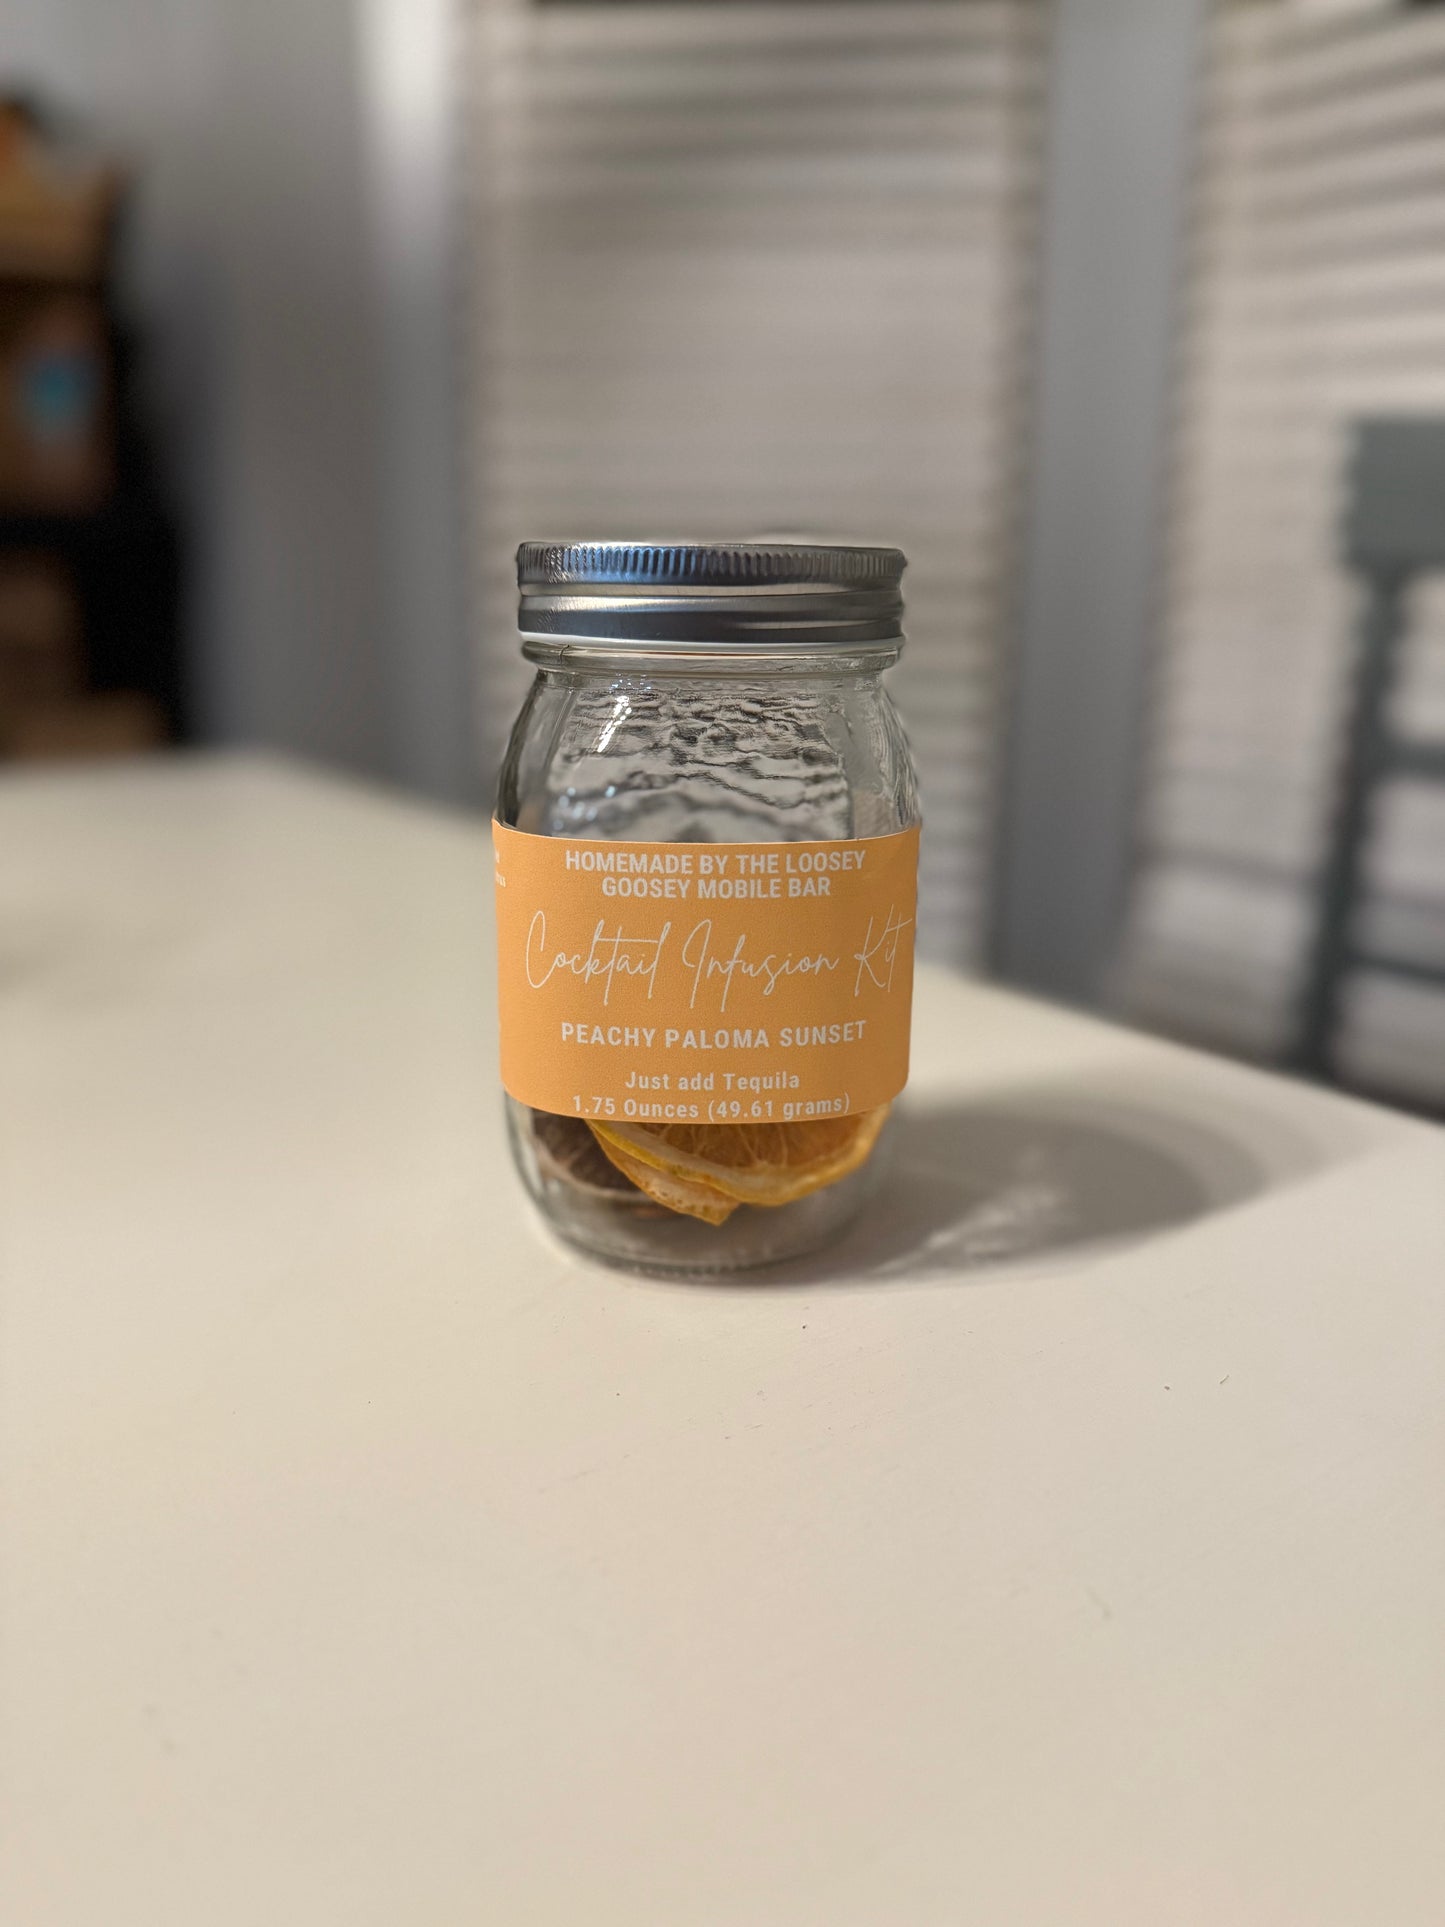 HOMEMADE BY THE LOOSEY
GOOSEY MOBILE BAR
Cocktail Infusion Kit
PEACHY PALOMA SUNSET
Just add Tequila
1.75 Ounces (49.61 grams)